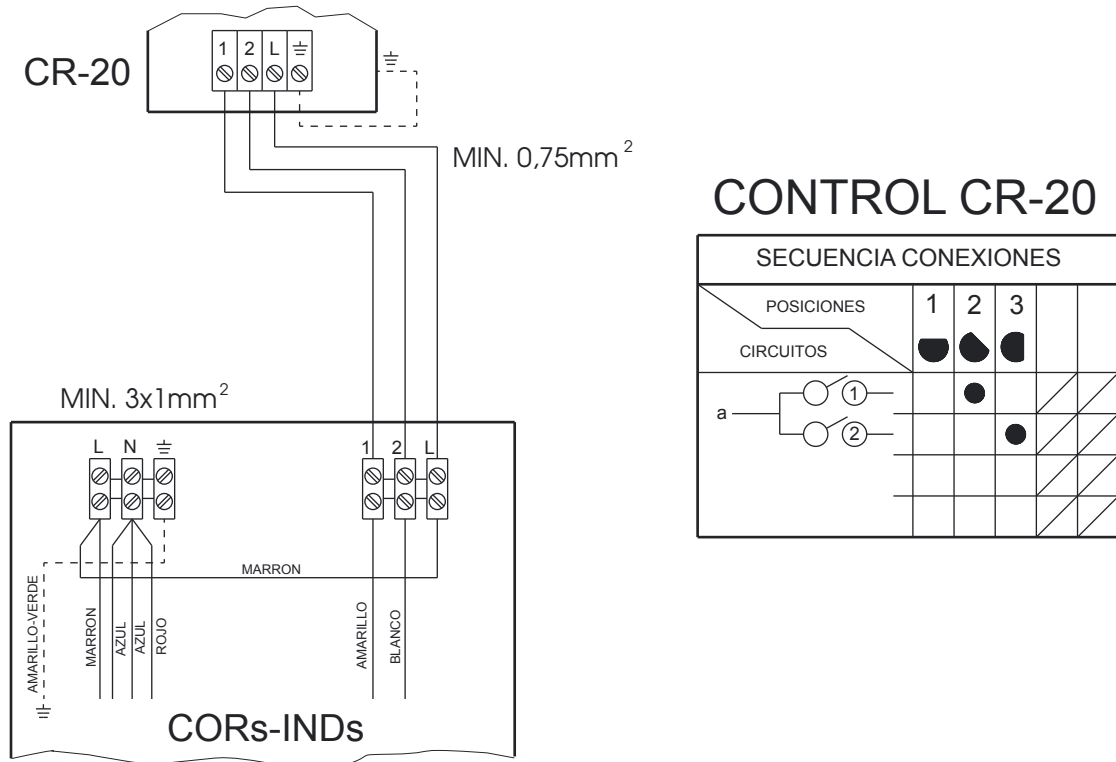 1 2 L
CR-20
MIN. 0,75mm²
CONTROL CR-20
SECUENCIA CONEXIONES
POSICIONES 1 2 3
CIRCUITOS
a 1
2
MIN. 3x1mm²
L N 1 2 L
MARRON
AMARILLO-VERDE
MARRON
AZUL
AZUL
ROJO
AMARILLO
BLANCO
CORs-INDs